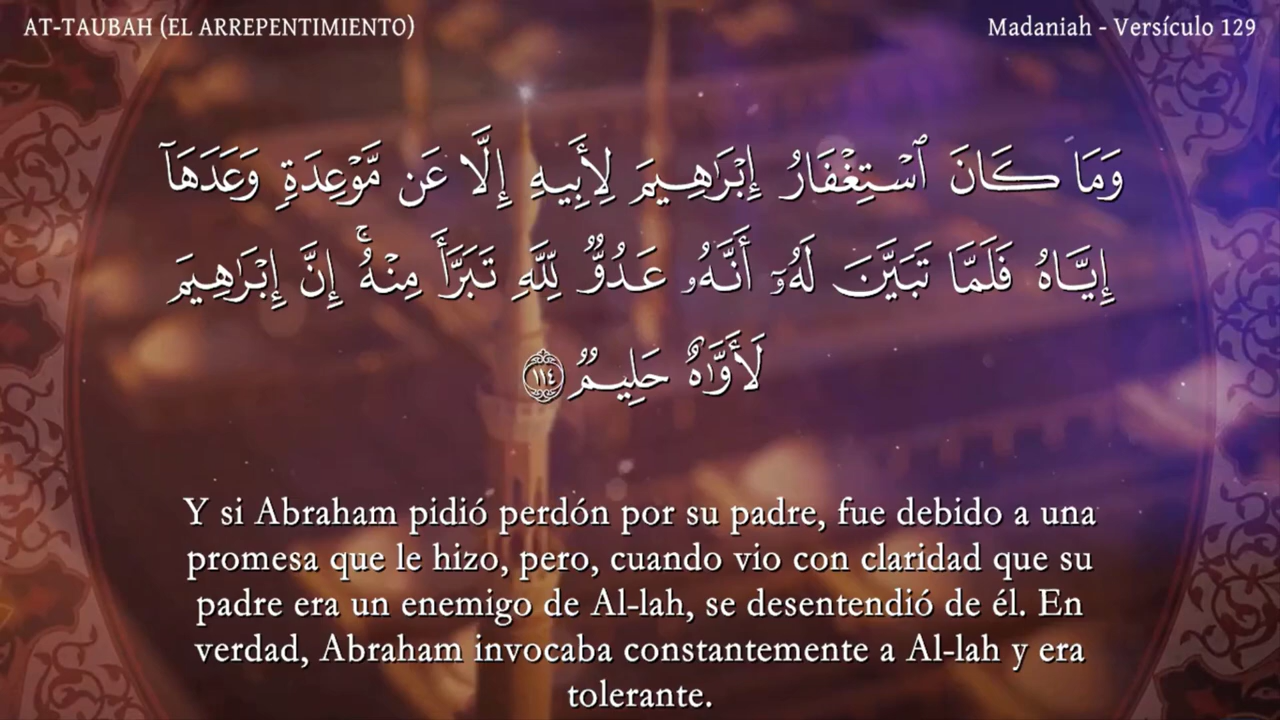 AT-TAUBAH (EL ARREPENTIMIENTO)
Madaniah - Versículo 129
وَمَا كَانَ ٱسۡتِغۡفَارُ إِبۡرَٰهِيمَ لِأَبِيهِ إِلَّا عَن مَّوۡعِدَةٖ وَعَدَهَآ
إِيَّاهُ فَلَمَّا تَبَيَّنَ لَهُۥٓ أَنَّهُۥ عَدُوّٞ لِّلَّهِ تَبَرَّأَ مِنۡهُۚ إِنَّ إِبۡرَٰهِيمَ
لَأَوَّٰهٌ حَلِيمٞ ١١٤
Y si Abraham pidió perdón por su padre, fue debido a una
promesa que le hizo, pero, cuando vio con claridad que su
padre era un enemigo de Al-lah, se desentendió de él. En
verdad, Abraham invocaba constantemente a Al-lah y era
tolerante.